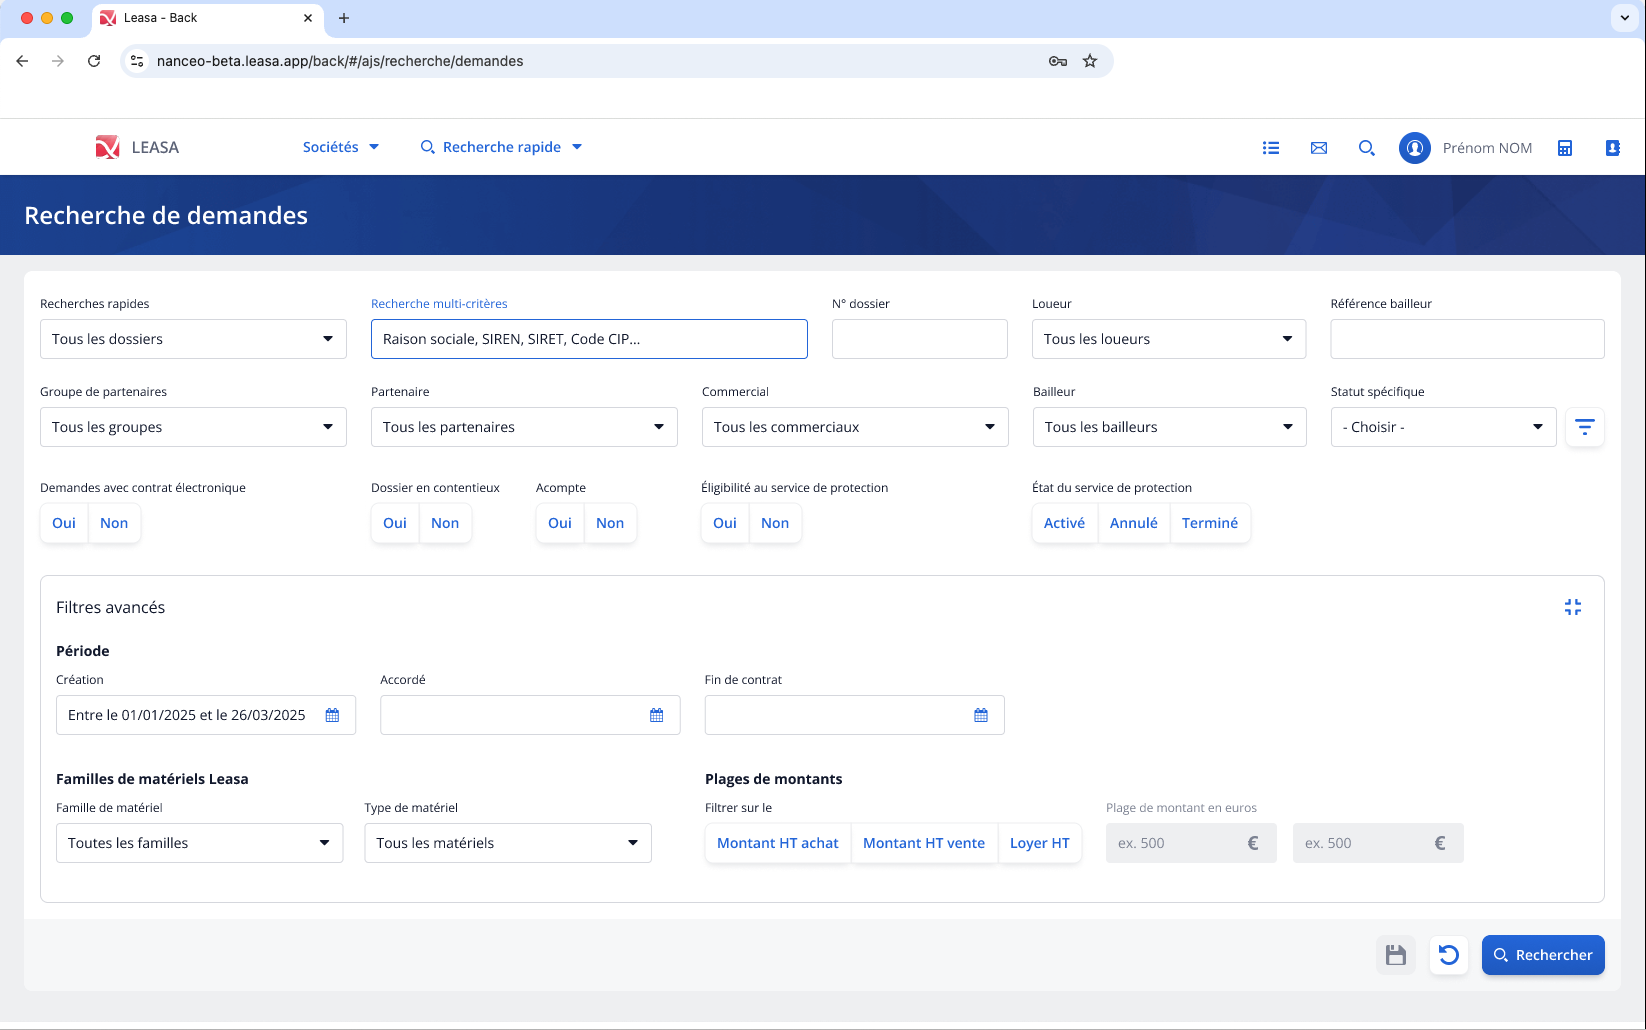 Leasa - Back
nanceo-beta.leasa.app/back/#/ajs/recherche/demandes
LEASA Sociétés Recherche rapide Prénom NOM
Recherche de demandes
Recherches rapides Recherche multi-critères N° dossier Loueur Référence bailleur
Tous les dossiers Raison sociale, SIREN, SIRET, Code CIP... Tous les loueurs
Groupe de partenaires Partenaire Commercial Bailleur Statut spécifique
Tous les groupes Tous les partenaires Tous les commerciaux Tous les bailleurs - Choisir -
Demandes avec contrat électronique Dossier en contentieux Acompte Éligibilité au service de protection État du service de protection
Oui Non Oui Non Oui Non Oui Non Activé Annulé Terminé
Filtres avancés
Période
Création Accordé Fin de contrat
Entre le 01/01/2025 et le 26/03/2025
Familles de matériels Leasa Plages de montants
Famille de matériel Type de matériel Filtrer sur le Plage de montant en euros
Toutes les familles Tous les matériels Montant HT achat Montant HT vente Loyer HT ex. 500 € ex. 500 €
Rechercher